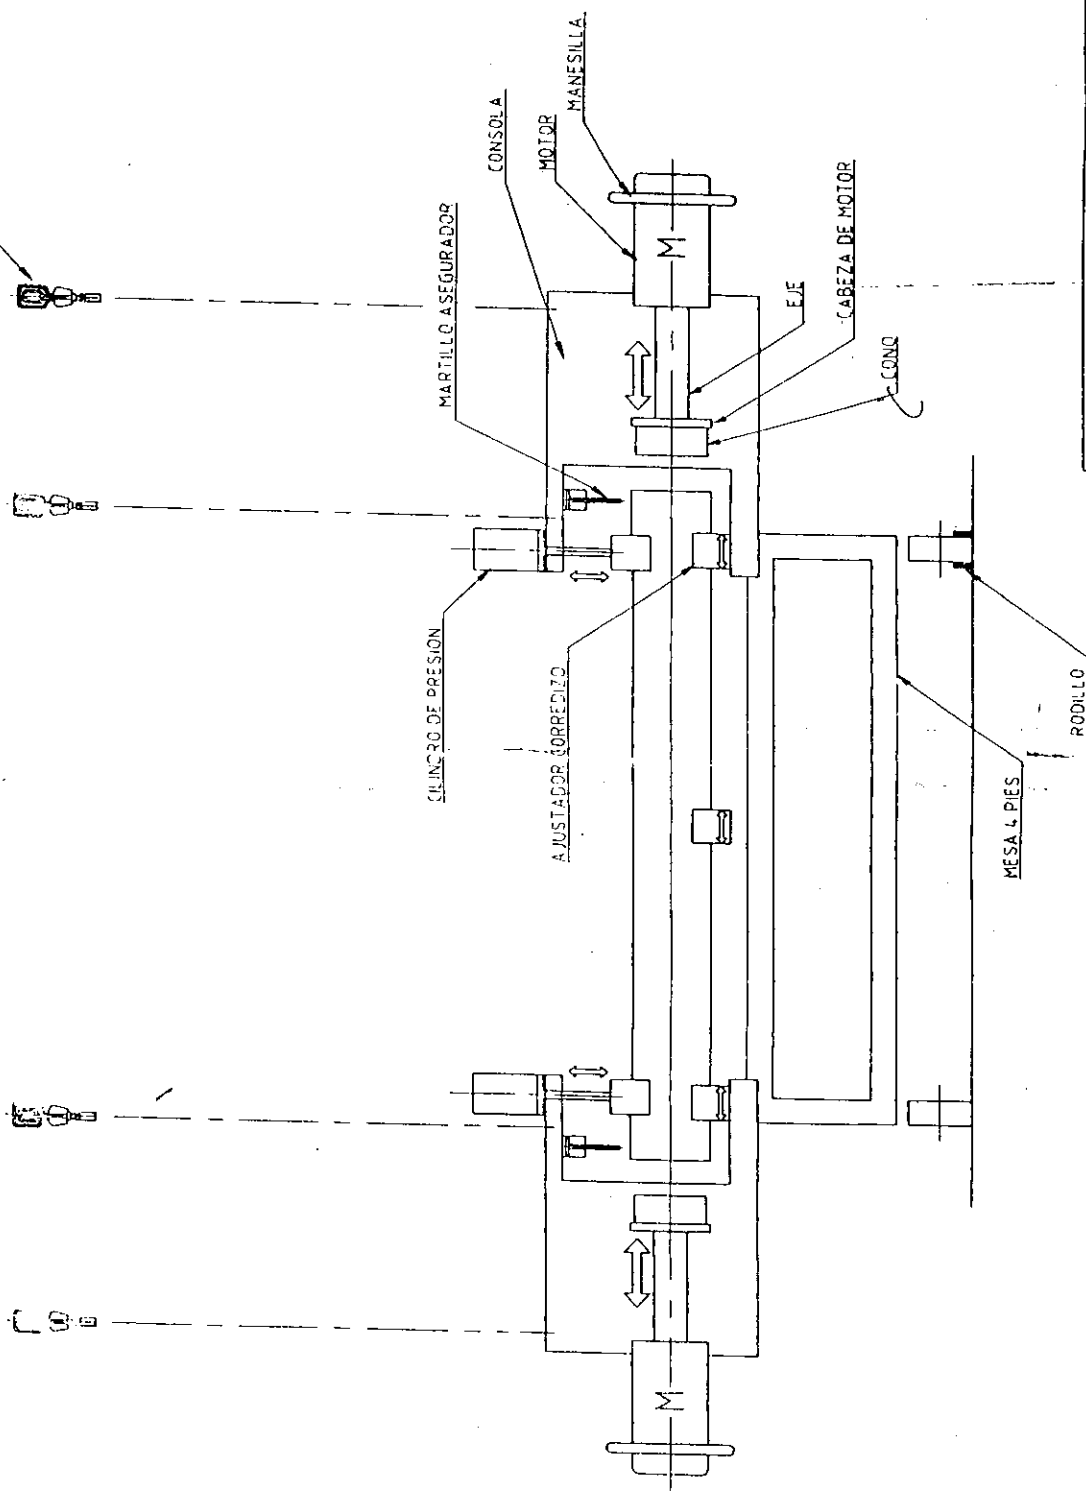 MANESILLA
CONSOLA
MOTOR
MARTILLO ASEGURADOR
M
CABEZA DE MOTOR
EJE
CONO
CILINDRO DE PRESION
AJUSTADOR CORREDIZO
RODILLO
MESA 4 PIES
M